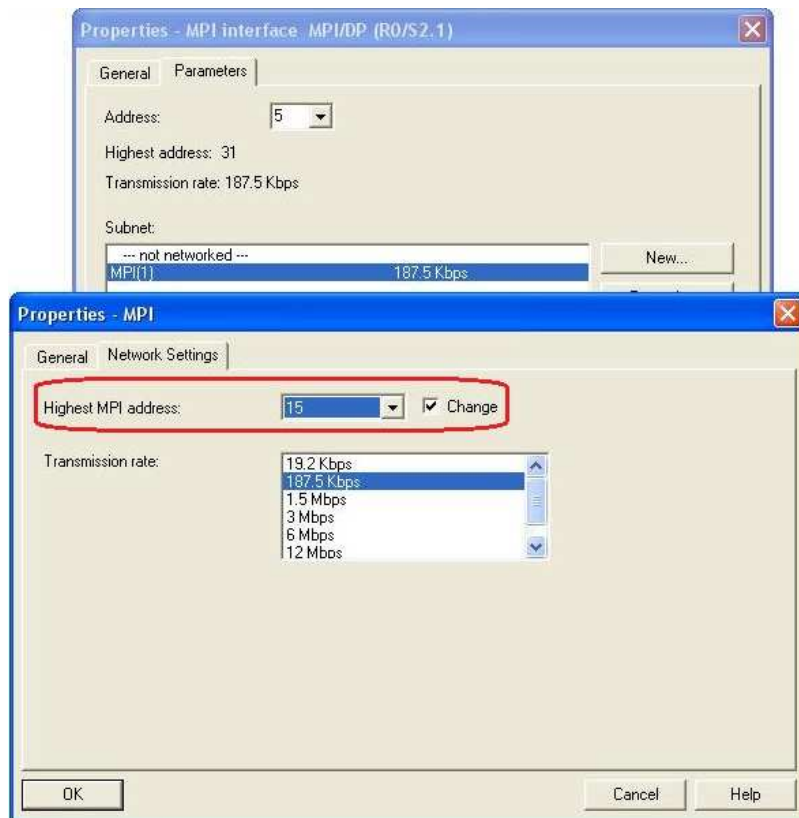 Properties - MPI interface MPI/DP (R0/S2.1)
General Parameters
Address: 5
Highest address: 31
Transmission rate: 187.5 Kbps
Subnet:
--- not networked ---
MPI(1) 187.5 Kbps
New...
Properties - MPI
General Network Settings
Highest MPI address: 15 Change
Transmission rate:
19.2 Kbps
187.5 Kbps
1.5 Mbps
3 Mbps
6 Mbps
12 Mbps
OK Cancel Help